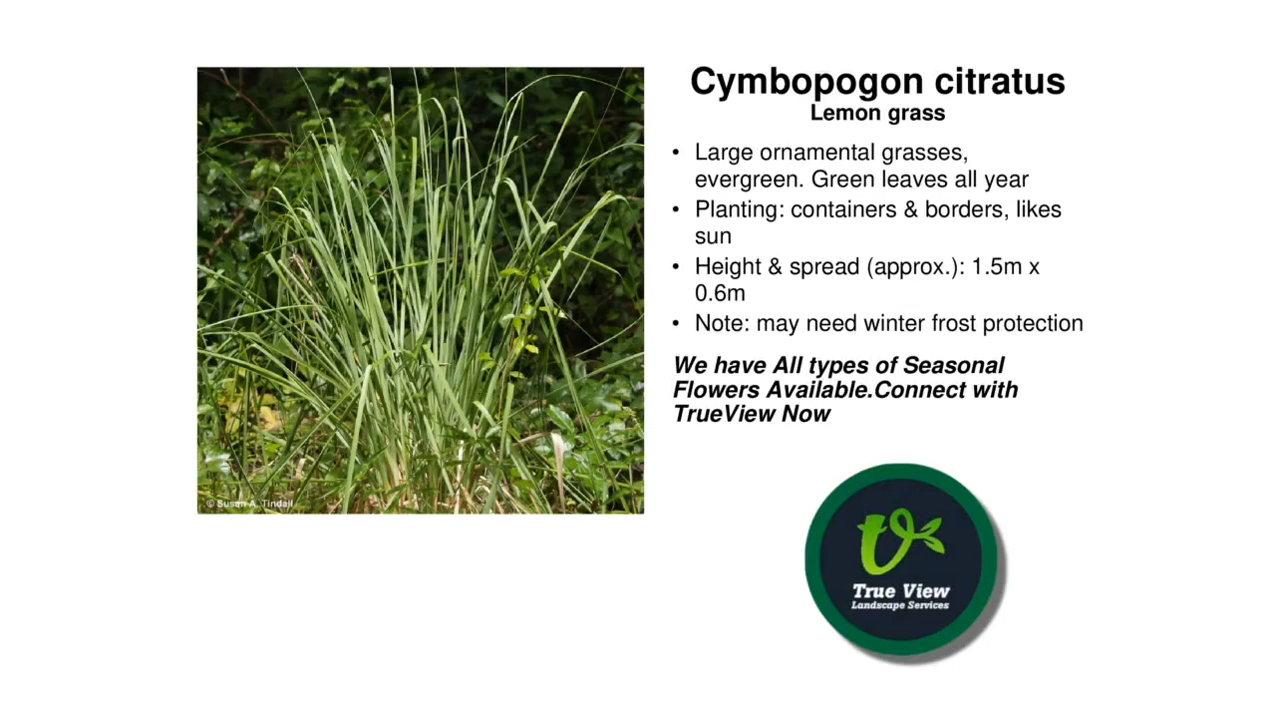 Cymbopogon citratus
Lemon grass
• Large ornamental grasses,
evergreen. Green leaves all year
• Planting: containers & borders, likes
sun
• Height & spread (approx.): 1.5m x
0.6m
• Note: may need winter frost protection
We have All types of Seasonal
Flowers Available.Connect with
TrueView Now
© Susan A. Tindall
True View
Landscape Services